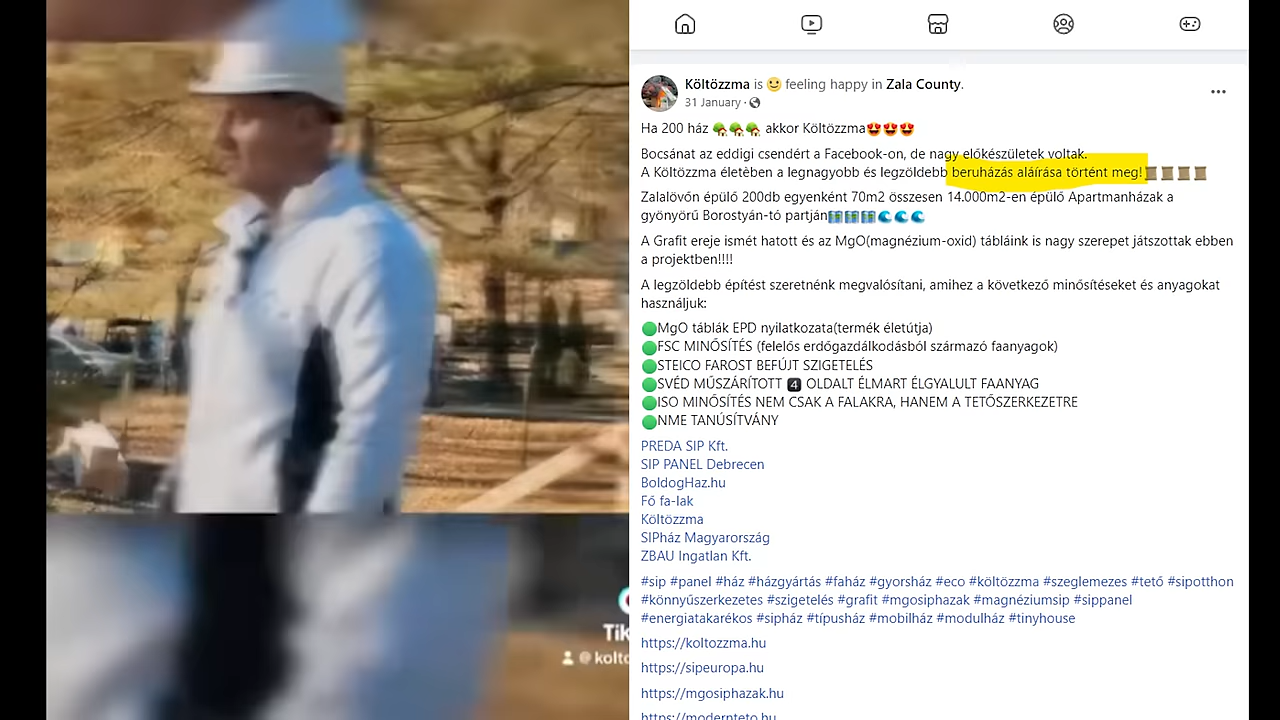 Költözzma is 🙂 feeling happy in Zala County.
31 January ·
Ha 200 ház 🏡🏡🏡 akkor Költözzma😍😍😍
Bocsánat az eddigi csendért a Facebook-on, de nagy előkészületek voltak.
A Költözzma életèben a legnagyobb és legzöldebb beruházás aláírása történt meg!📜📜📜📜
Zalalövőn épülő 200db egyenként 70m2 összesen 14.000m2-en épülő Apartmanházak a
gyönyörű Borostyán-tó partján🏞🏞🏞🌊🌊🌊
A Grafit ereje ismét hatott és az MgO(magnézium-oxid) tábláink is nagy szerepet játszottak ebben
a projektben!!!!
A legzöldebb építést szeretnénk megvalósítani, amihez a következő minősítéseket és anyagokat
használjuk:
🟢MgO táblák EPD nyilatkozata(termék életútja)
🟢FSC MINŐSÍTÉS (felelős erdőgazdálkodásból származó faanyagok)
🟢STEICO FAROST BEFÚJT SZIGETELÉS
🟢SVÉD MŰSZÁRÍTOTT 4️⃣ OLDALT ÉLMART ÉLGYALULT FAANYAG
🟢ISO MINŐSÍTÉS NEM CSAK A FALAKRA, HANEM A TETŐSZERKEZETRE
🟢NME TANÚSÍTVÁNY
PREDA SIP Kft.
SIP PANEL Debrecen
BoldogHaz.hu
Fő fa-lak
Költözzma
SIPház Magyarország
ZBAU Ingatlan Kft.
#sip #panel #ház #házgyártás #faház #gyorsház #eco #költözzma #szeglemezes #tető #sipotthon
#könnyűszerkezetes #szigetelés #grafit #mgosiphazak #magnéziumsip #sippanel
#energiatakarékos #sipház #típusház #mobilház #modulház #tinyhouse
https://koltozzma.hu
https://sipeuropa.hu
https://mgosiphazak.hu
https://modernteto.hu
Tik
@kolto